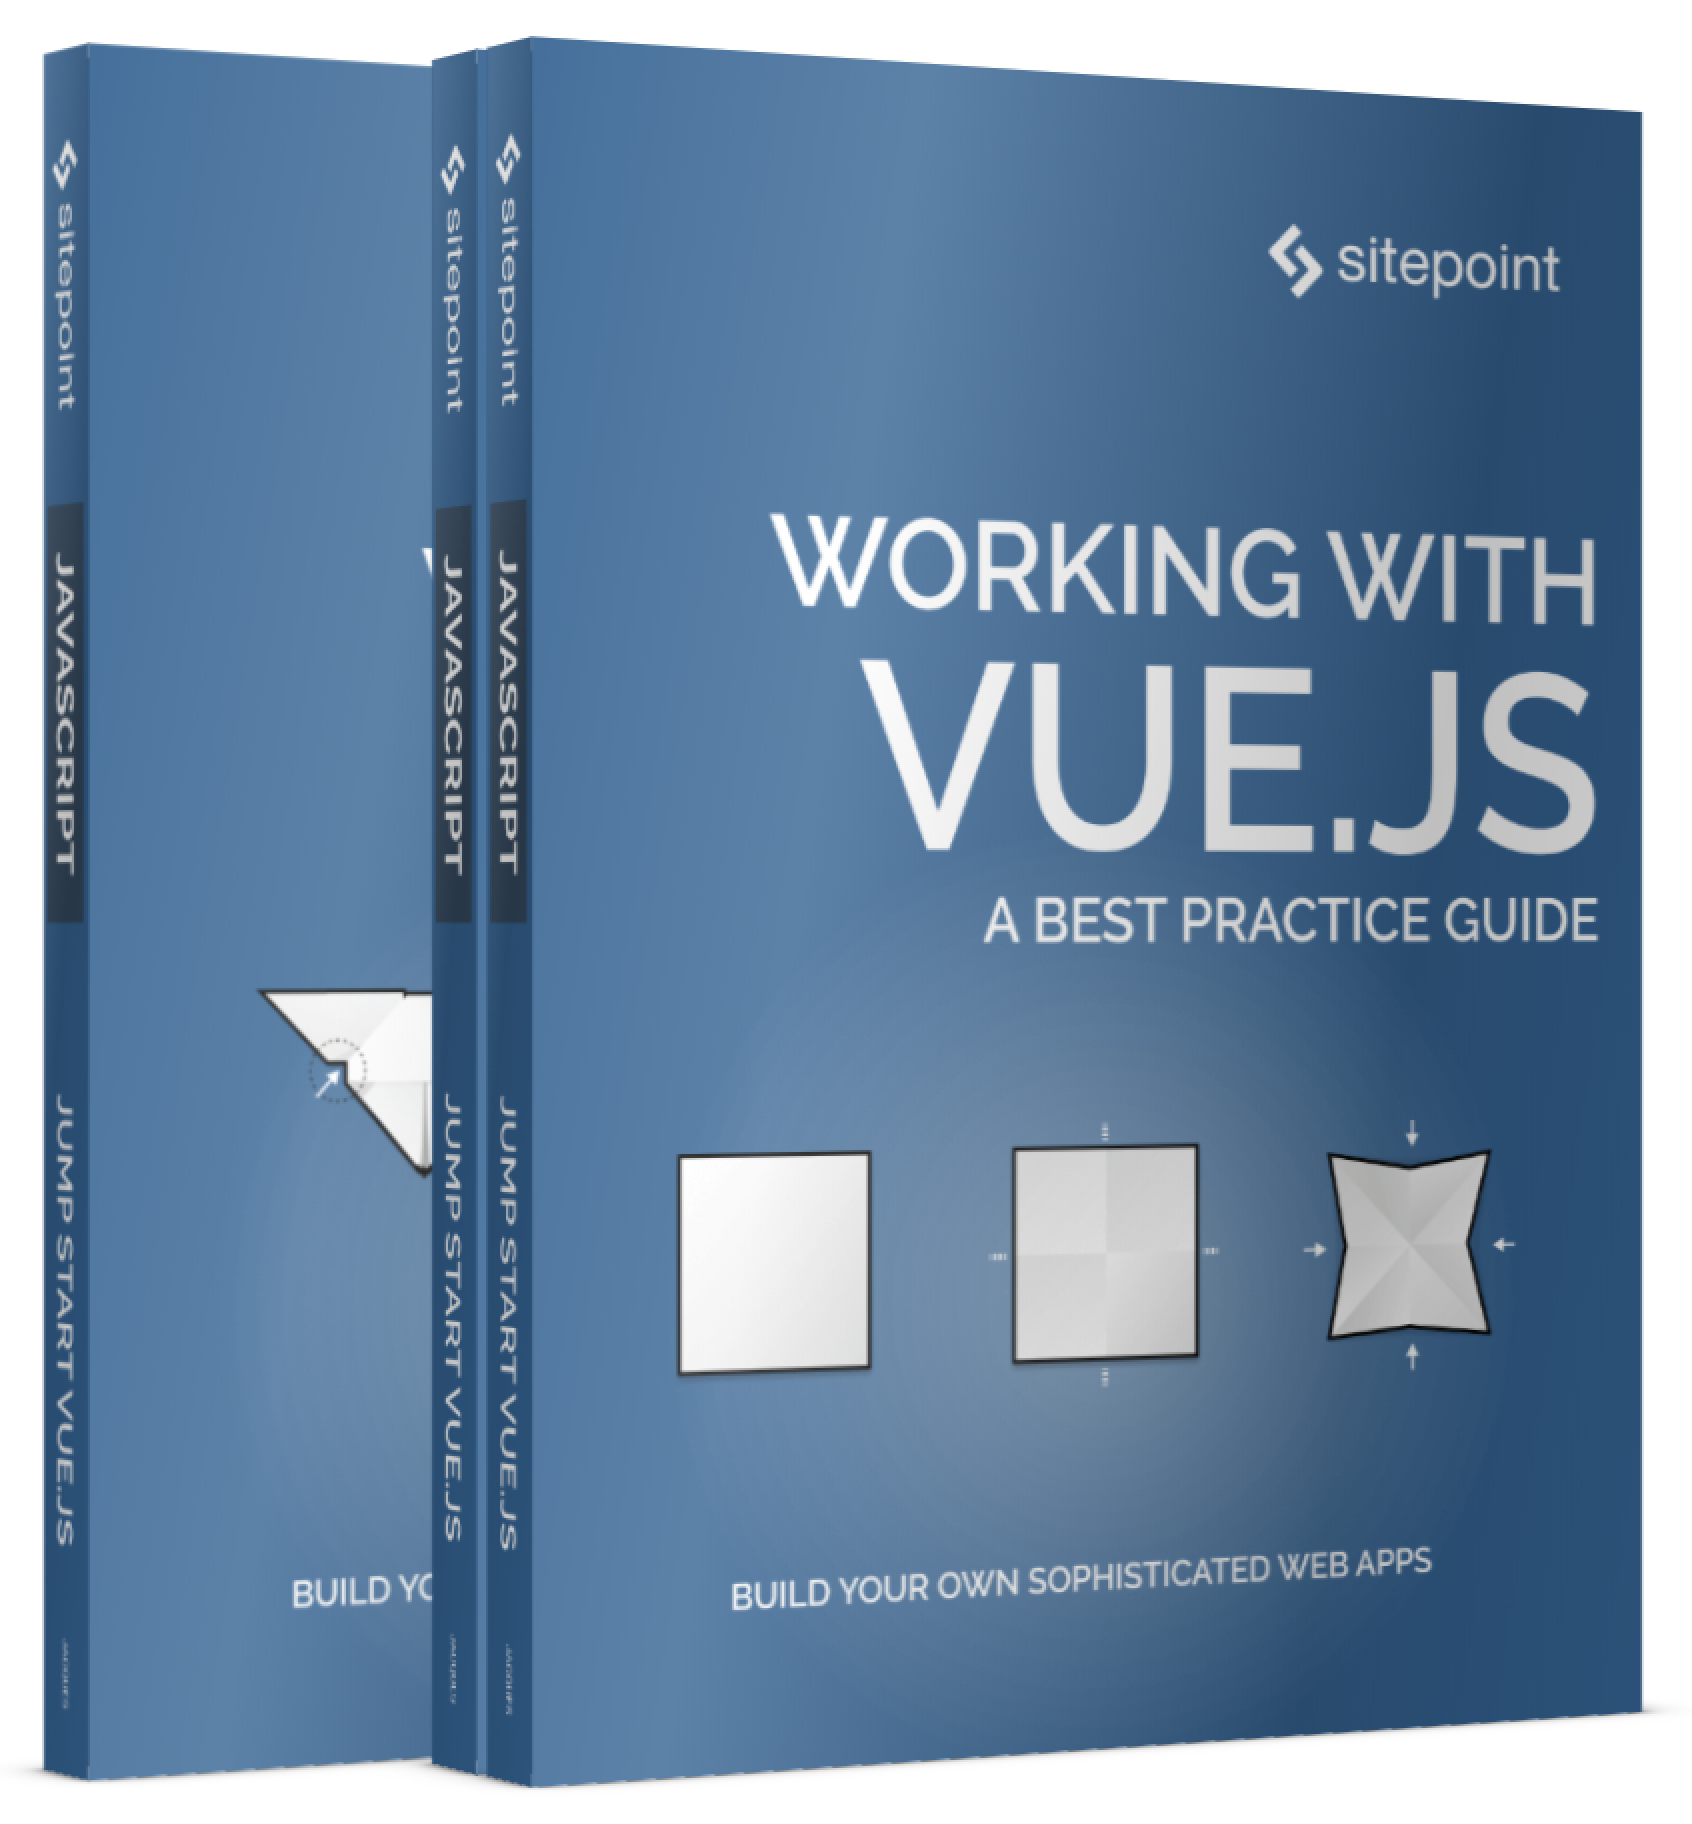 sitepoint
JAVASCRIPT
JUMP START VUE.JS
BUILD YO
sitepoint
JAVASCRIPT
JUMP START VUE.JS
sitepoint
JAVASCRIPT
JUMP START VUE.JS
sitepoint
WORKING WITH
VUE.JS
A BEST PRACTICE GUIDE
BUILD YOUR OWN SOPHISTICATED WEB APPS